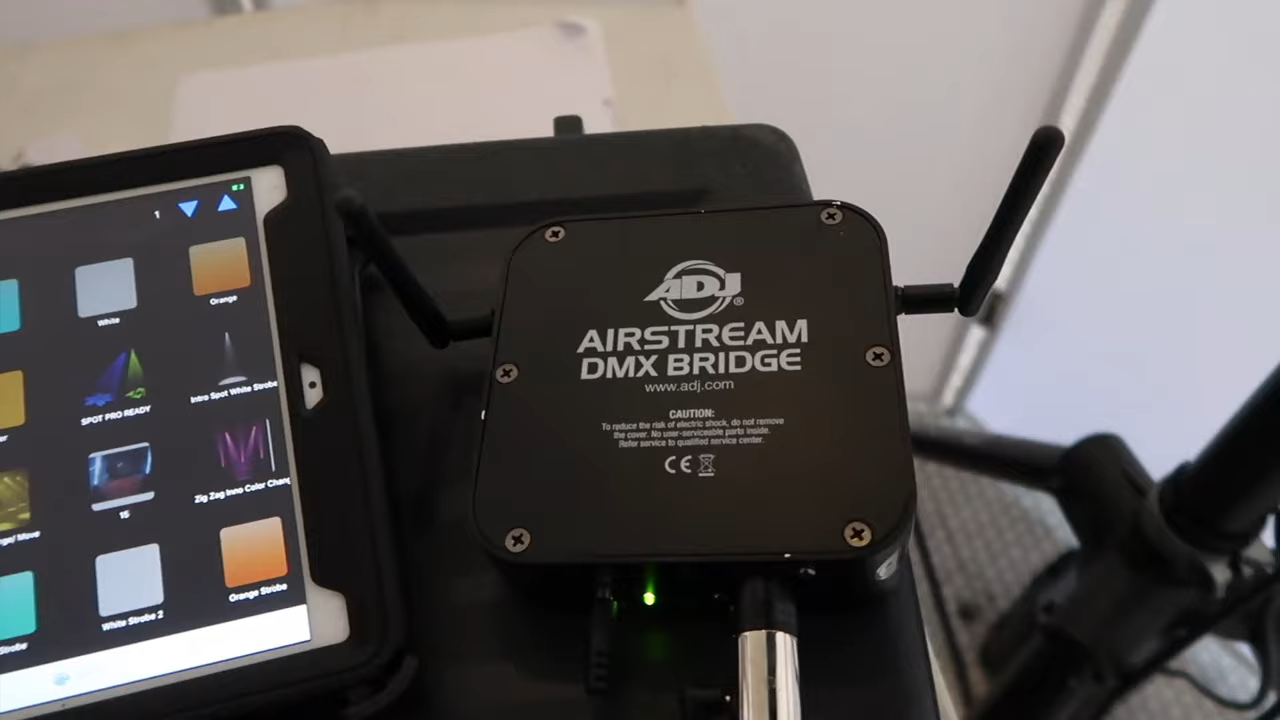 1
White
Orange
SPOT PRO READY
Intro Spot White Strobe
15
Zig Zag Inno Color Chang
White Strobe 2
Orange Strobe
Strobe
ADJ®
AIRSTREAM
DMX BRIDGE
www.adj.com
CAUTION:
To reduce the risk of electric shock, do not remove
the cover. No user-serviceable parts inside.
Refer service to qualified service center.
CE